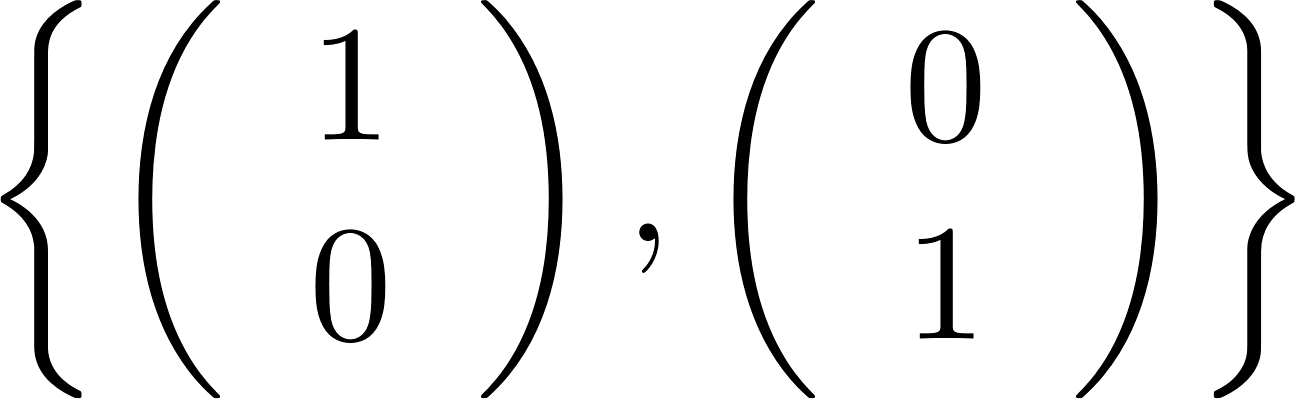 { ( 1 0 ) , ( 0 1 ) }